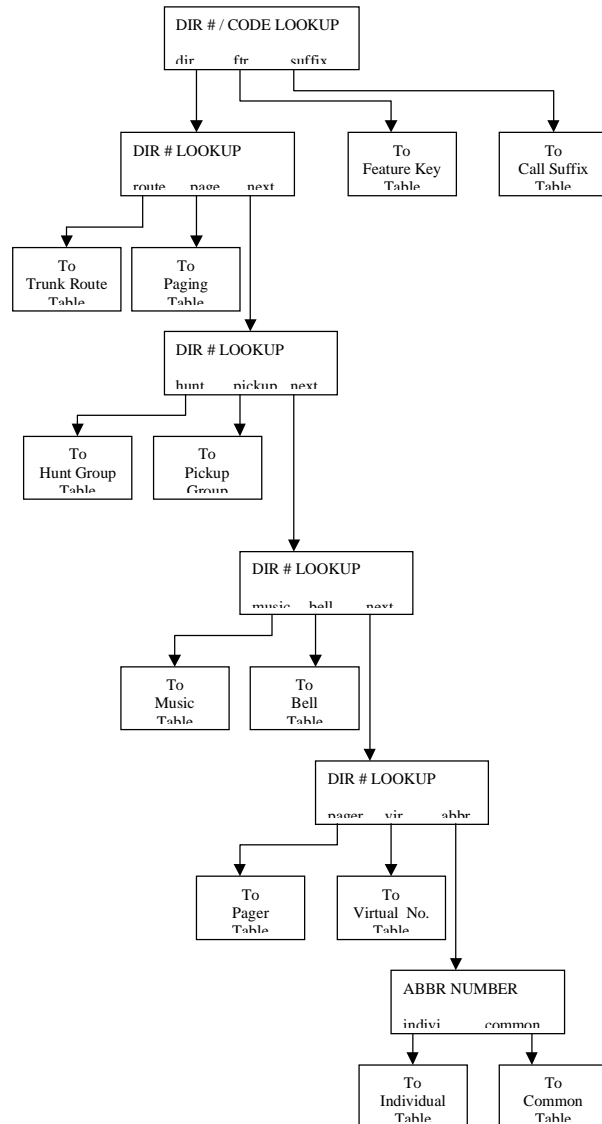 DIR # / CODE LOOKUP
dir ftr suffix
DIR # LOOKUP
route page next
To
Feature Key
Table
To
Call Suffix
Table
To
Trunk Route
Table
To
Paging
Table
DIR # LOOKUP
hunt pickup next
To
Hunt Group
Table
To
Pickup
Group
DIR # LOOKUP
music bell next
To
Music
Table
To
Bell
Table
DIR # LOOKUP
pager vir abbr
To
Pager
Table
To
Virtual No.
Table
ABBR NUMBER
indivi common
To
Individual
Table
To
Common
Table